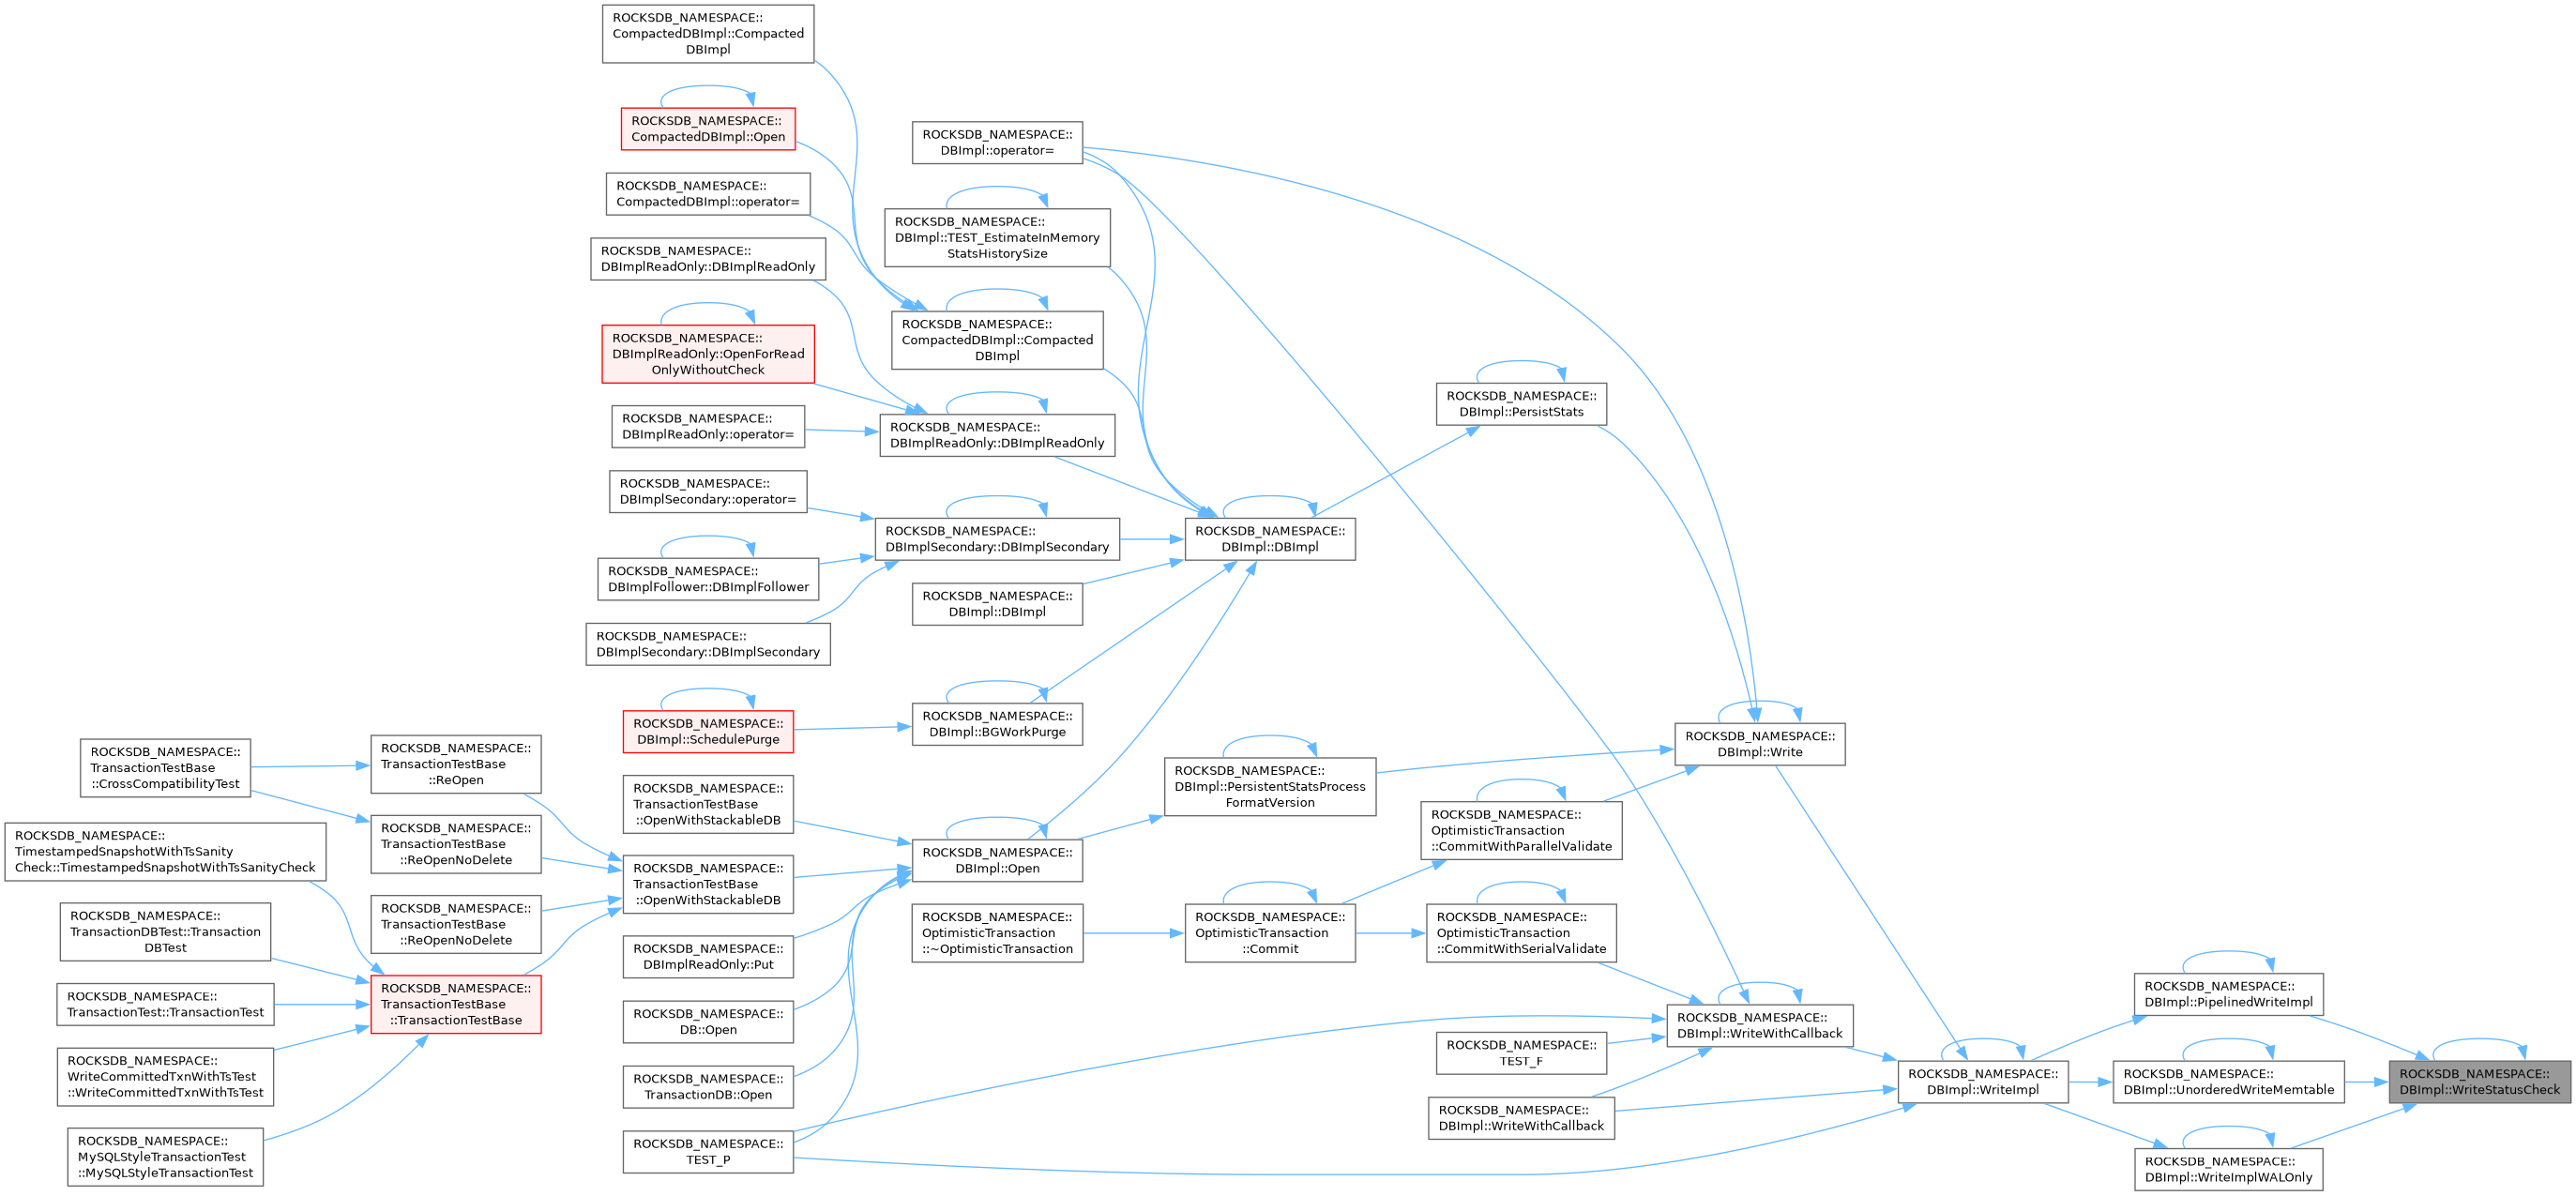 ROCKSDB_NAMESPACE::
CompactedDBImpl::Compacted
DBImpl
ROCKSDB_NAMESPACE::
CompactedDBImpl::Open
ROCKSDB_NAMESPACE::
CompactedDBImpl::operator=
ROCKSDB_NAMESPACE::
DBImplReadOnly::DBImplReadOnly
ROCKSDB_NAMESPACE::
DBImplReadOnly::OpenForRead
OnlyWithoutCheck
ROCKSDB_NAMESPACE::
DBImplReadOnly::operator=
ROCKSDB_NAMESPACE::
DBImplSecondary::operator=
ROCKSDB_NAMESPACE::
DBImplFollower::DBImplFollower
ROCKSDB_NAMESPACE::
DBImplSecondary::DBImplSecondary
ROCKSDB_NAMESPACE::
DBImpl::SchedulePurge
ROCKSDB_NAMESPACE::
TransactionTestBase
::OpenWithStackableDB
ROCKSDB_NAMESPACE::
TransactionTestBase
::OpenWithStackableDB
ROCKSDB_NAMESPACE::
DBImplReadOnly::Put
ROCKSDB_NAMESPACE::
DB::Open
ROCKSDB_NAMESPACE::
TransactionDB::Open
ROCKSDB_NAMESPACE::
TEST_P
ROCKSDB_NAMESPACE::
TransactionTestBase
::CrossCompatibilityTest
ROCKSDB_NAMESPACE::
TimestampedSnapshotWithTsSanity
Check::TimestampedSnapshotWithTsSanityCheck
ROCKSDB_NAMESPACE::
TransactionDBTest::Transaction
DBTest
ROCKSDB_NAMESPACE::
TransactionTest::TransactionTest
ROCKSDB_NAMESPACE::
WriteCommittedTxnWithTsTest
::WriteCommittedTxnWithTsTest
ROCKSDB_NAMESPACE::
MySQLStyleTransactionTest
::MySQLStyleTransactionTest
ROCKSDB_NAMESPACE::
TransactionTestBase
::ReOpen
ROCKSDB_NAMESPACE::
TransactionTestBase
::ReOpenNoDelete
ROCKSDB_NAMESPACE::
TransactionTestBase
::ReOpenNoDelete
ROCKSDB_NAMESPACE::
TransactionTestBase
::TransactionTestBase
ROCKSDB_NAMESPACE::
DBImpl::operator=
ROCKSDB_NAMESPACE::
DBImpl::TEST_EstimateInMemory
StatsHistorySize
ROCKSDB_NAMESPACE::
CompactedDBImpl::Compacted
DBImpl
ROCKSDB_NAMESPACE::
DBImplReadOnly::DBImplReadOnly
ROCKSDB_NAMESPACE::
DBImplSecondary::DBImplSecondary
ROCKSDB_NAMESPACE::
DBImpl::DBImpl
ROCKSDB_NAMESPACE::
DBImpl::BGWorkPurge
ROCKSDB_NAMESPACE::
DBImpl::Open
ROCKSDB_NAMESPACE::
OptimisticTransaction
::~OptimisticTransaction
ROCKSDB_NAMESPACE::
DBImpl::DBImpl
ROCKSDB_NAMESPACE::
DBImpl::PersistentStatsProcess
FormatVersion
ROCKSDB_NAMESPACE::
OptimisticTransaction
::Commit
ROCKSDB_NAMESPACE::
DBImpl::PersistStats
ROCKSDB_NAMESPACE::
OptimisticTransaction
::CommitWithParallelValidate
ROCKSDB_NAMESPACE::
OptimisticTransaction
::CommitWithSerialValidate
ROCKSDB_NAMESPACE::
TEST_F
ROCKSDB_NAMESPACE::
DBImpl::WriteWithCallback
ROCKSDB_NAMESPACE::
DBImpl::Write
ROCKSDB_NAMESPACE::
DBImpl::WriteWithCallback
ROCKSDB_NAMESPACE::
DBImpl::WriteImpl
ROCKSDB_NAMESPACE::
DBImpl::PipelinedWriteImpl
ROCKSDB_NAMESPACE::
DBImpl::UnorderedWriteMemtable
ROCKSDB_NAMESPACE::
DBImpl::WriteImplWALOnly
ROCKSDB_NAMESPACE::
DBImpl::WriteStatusCheck